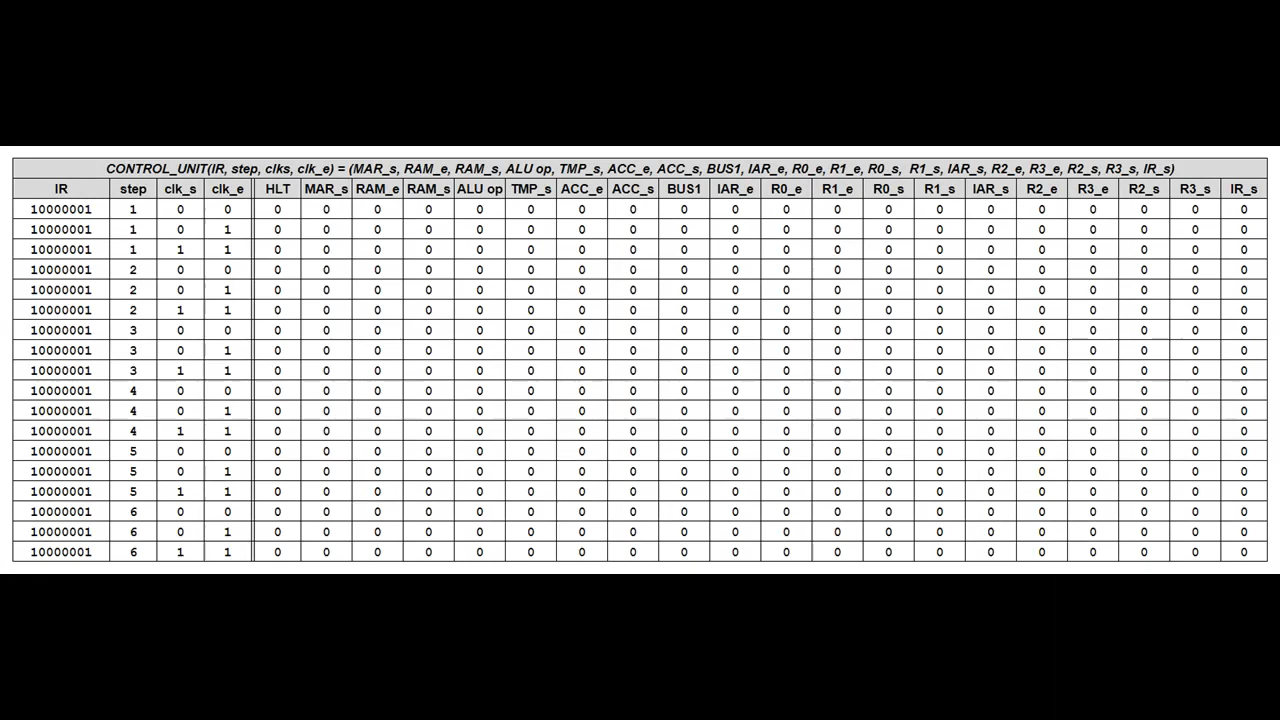 CONTROL_UNIT(IR, step, clks, clk_e) = (MAR_s, RAM_e, RAM_s, ALU op, TMP_s, ACC_e, ACC_s, BUS1, IAR_e, R0_e, R1_e, R0_s, R1_s, IAR_s, R2_e, R3_e, R2_s, R3_s, IR_s)
IR step clk_s clk_e HLT MAR_s RAM_e RAM_s ALU op TMP_s ACC_e ACC_s BUS1 IAR_e R0_e R1_e R0_s R1_s IAR_s R2_e R3_e R2_s R3_s IR_s
10000001 1 0 0 0 0 0 0 0 0 0 0 0 0 0 0 0 0 0 0 0 0 0 0
10000001 1 0 1 0 0 0 0 0 0 0 0 0 0 0 0 0 0 0 0 0 0 0 0
10000001 1 1 1 0 0 0 0 0 0 0 0 0 0 0 0 0 0 0 0 0 0 0 0
10000001 2 0 0 0 0 0 0 0 0 0 0 0 0 0 0 0 0 0 0 0 0 0 0
10000001 2 0 1 0 0 0 0 0 0 0 0 0 0 0 0 0 0 0 0 0 0 0 0
10000001 2 1 1 0 0 0 0 0 0 0 0 0 0 0 0 0 0 0 0 0 0 0 0
10000001 3 0 0 0 0 0 0 0 0 0 0 0 0 0 0 0 0 0 0 0 0 0 0
10000001 3 0 1 0 0 0 0 0 0 0 0 0 0 0 0 0 0 0 0 0 0 0 0
10000001 3 1 1 0 0 0 0 0 0 0 0 0 0 0 0 0 0 0 0 0 0 0 0
10000001 4 0 0 0 0 0 0 0 0 0 0 0 0 0 0 0 0 0 0 0 0 0 0
10000001 4 0 1 0 0 0 0 0 0 0 0 0 0 0 0 0 0 0 0 0 0 0 0
10000001 4 1 1 0 0 0 0 0 0 0 0 0 0 0 0 0 0 0 0 0 0 0 0
10000001 5 0 0 0 0 0 0 0 0 0 0 0 0 0 0 0 0 0 0 0 0 0 0
10000001 5 0 1 0 0 0 0 0 0 0 0 0 0 0 0 0 0 0 0 0 0 0 0
10000001 5 1 1 0 0 0 0 0 0 0 0 0 0 0 0 0 0 0 0 0 0 0 0
10000001 6 0 0 0 0 0 0 0 0 0 0 0 0 0 0 0 0 0 0 0 0 0 0
10000001 6 0 1 0 0 0 0 0 0 0 0 0 0 0 0 0 0 0 0 0 0 0 0
10000001 6 1 1 0 0 0 0 0 0 0 0 0 0 0 0 0 0 0 0 0 0 0 0